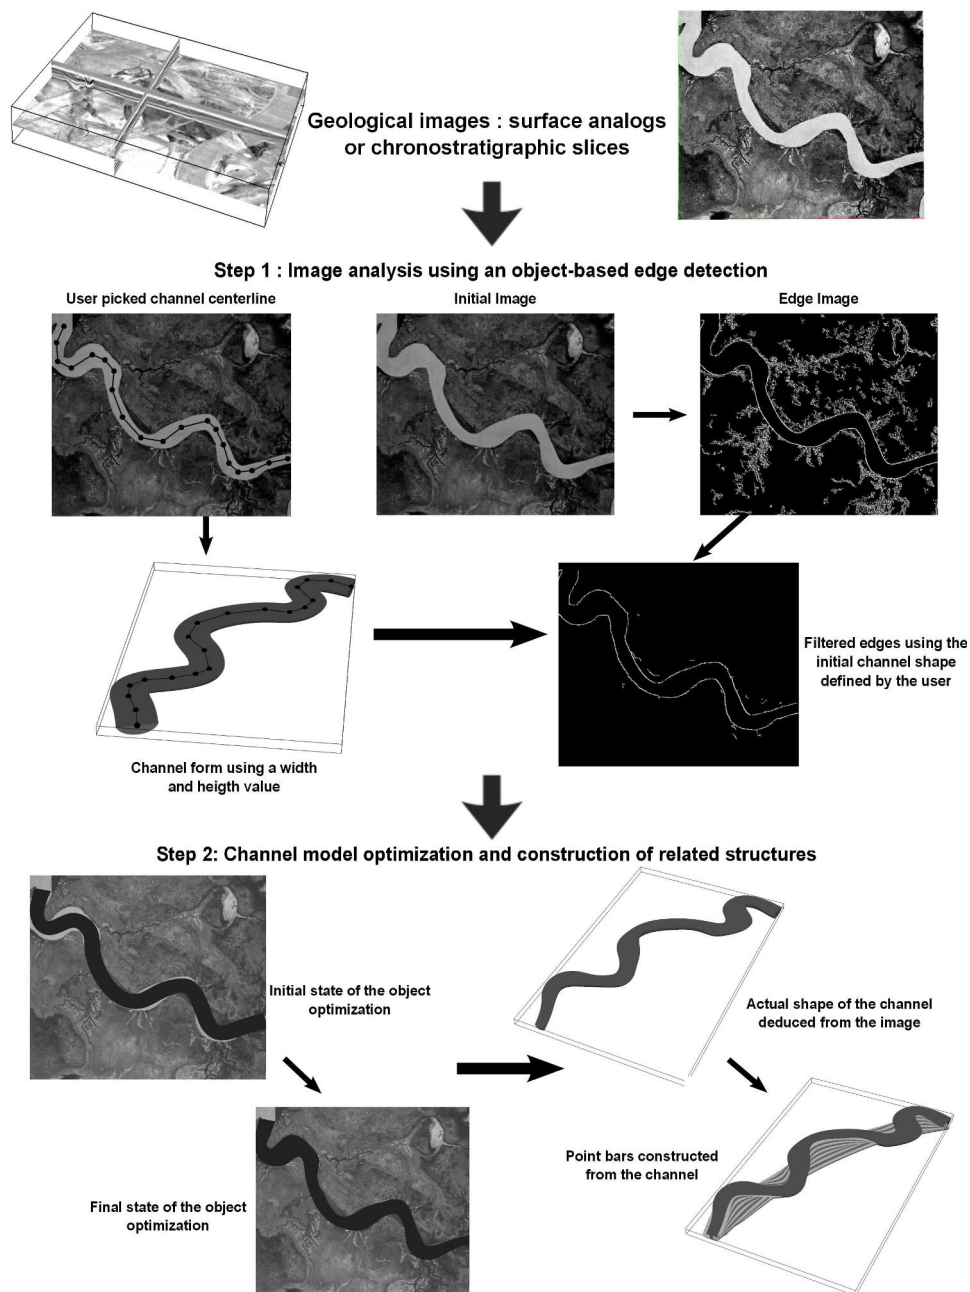 Geological images : surface analogs
or chronostratigraphic slices
Step 1 : Image analysis using an object-based edge detection
User picked channel centerline
Initial Image
Edge Image
Filtered edges using the
initial channel shape
defined by the user
Channel form using a width
and heigth value
Step 2: Channel model optimization and construction of related structures
Initial state of the object
optimization
Actual shape of the channel
deduced from the image
Point bars constructed
from the channel
Final state of the object
optimization